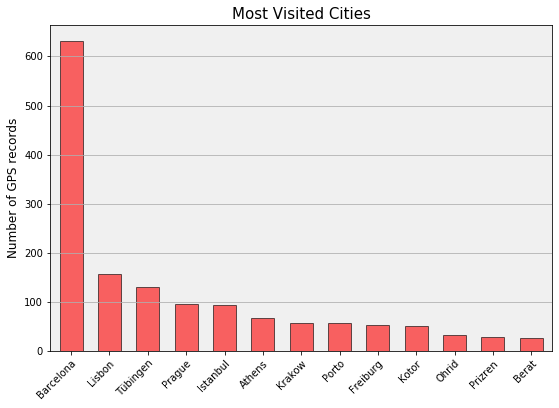 Most Visited Cities
Number of GPS records
600
500
400
300
200
100
0
Barcelona
Lisbon
Tübingen
Prague
Istanbul
Athens
Krakow
Porto
Freiburg
Kotor
Ohrid
Prizren
Berat